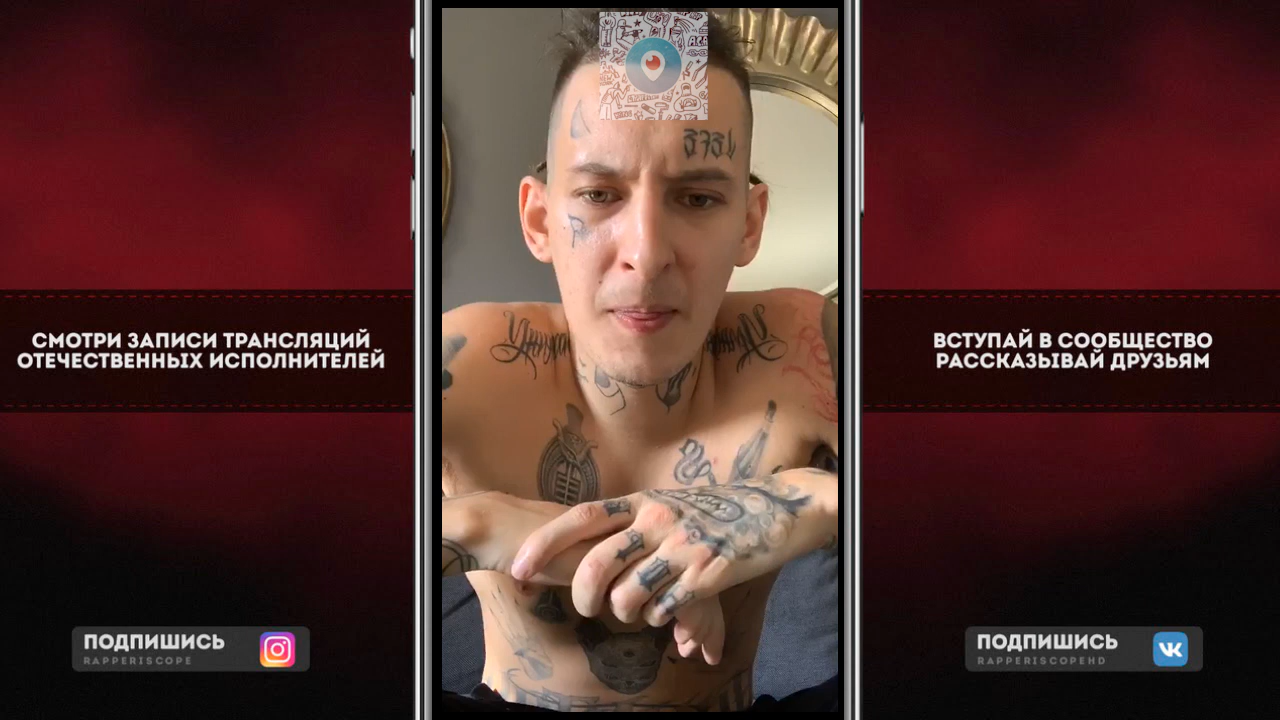 СМОТРИ ЗАПИСИ ТРАНСЛЯЦИЙ
ОТЕЧЕСТВЕННЫХ ИСПОЛНИТЕЛЕЙ
ВСТУПАЙ В СООБЩЕСТВО
РАССКАЗЫВАЙ ДРУЗЬЯМ
ПОДПИШИСЬ
RAPPERISCOPE
ПОДПИШИСЬ
RAPPERISCOPEHD